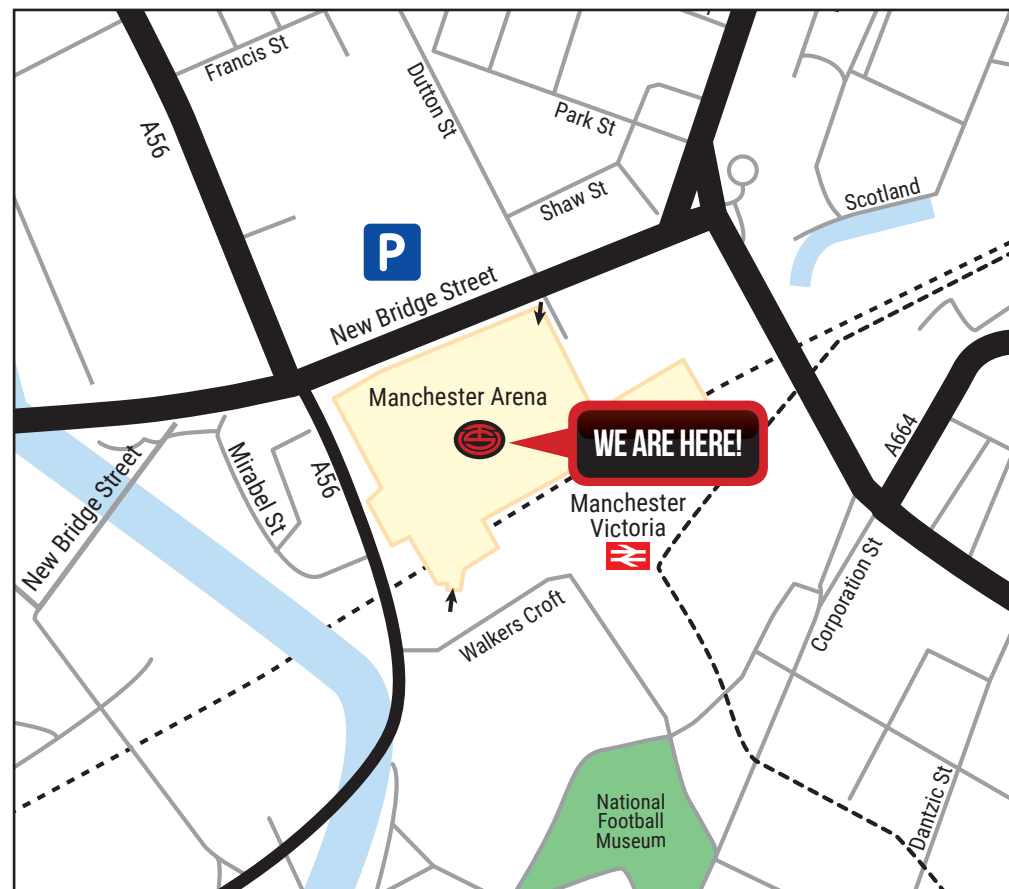 Francis St
Dutton St
A56
Park St
Shaw St
Scotland
P
New Bridge Street
Manchester Arena
WE ARE HERE!
A664
Mirabel St
A56
New Bridge Street
Manchester
Victoria
Corporation St
Walkers Croft
National
Football
Museum
Dantzic St